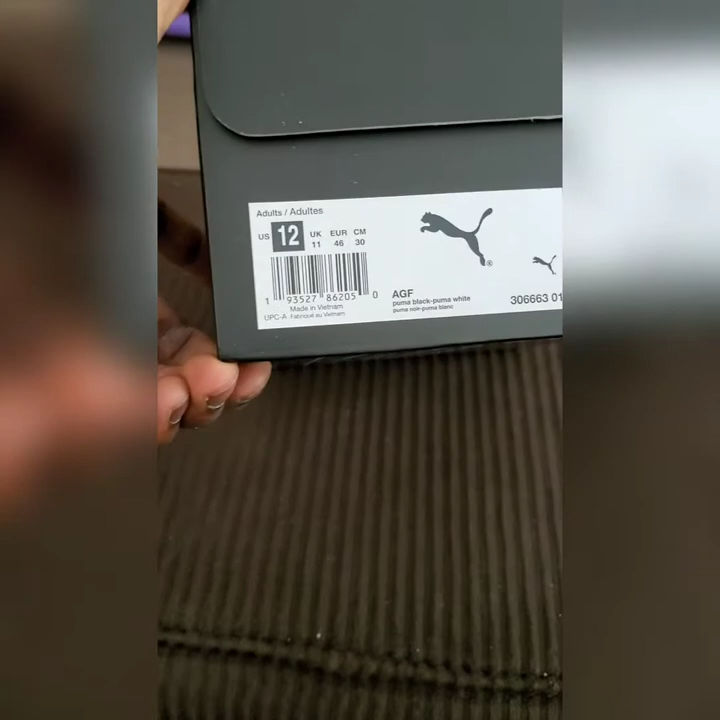 Adults / Adultes
US 12 UK 11 EUR 46 CM 30
1 93527 86205 0
Made in Vietnam
UPC-A Fabriqué au Vietnam
®
AGF
puma black-puma white
puma noir-puma blanc
306663 01